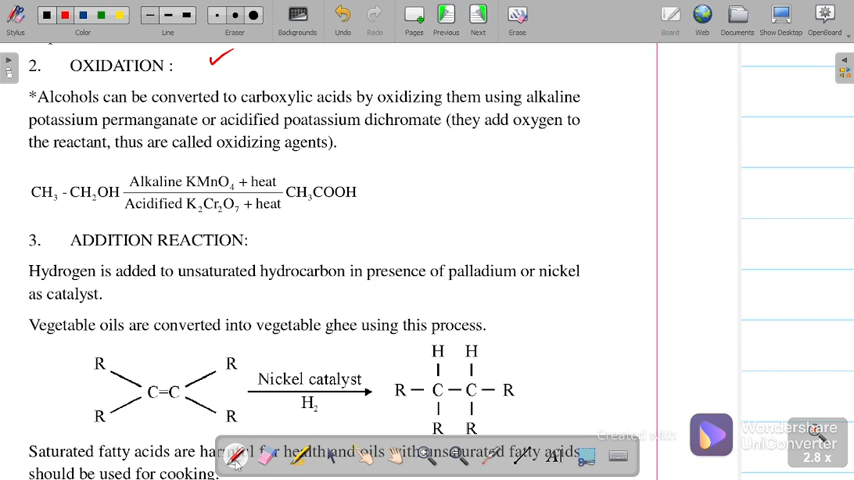 Stylus Color Line Eraser Backgrounds Undo Redo Pages Previous Next Erase Board Web Documents Show Desktop OpenBoard
2. OXIDATION :
*Alcohols can be converted to carboxylic acids by oxidizing them using alkaline
potassium permanganate or acidified poatassium dichromate (they add oxygen to
the reactant, thus are called oxidizing agents).
Alkaline KMnO₄ + heat
CH₃ - CH₂OH CH₃COOH
Acidified K₂Cr₂O₇ + heat
3. ADDITION REACTION:
Hydrogen is added to unsaturated hydrocarbon in presence of palladium or nickel
as catalyst.
Vegetable oils are converted into vegetable ghee using this process.
H H
R R
Nickel catalyst
C=C R — C — C — R
H₂
R R
R R
Created with
Wondershare
UniConverter
Saturated fatty acids are harmful for health and oils with unsaturated fatty acids
2.8 x
should be used for cooking.